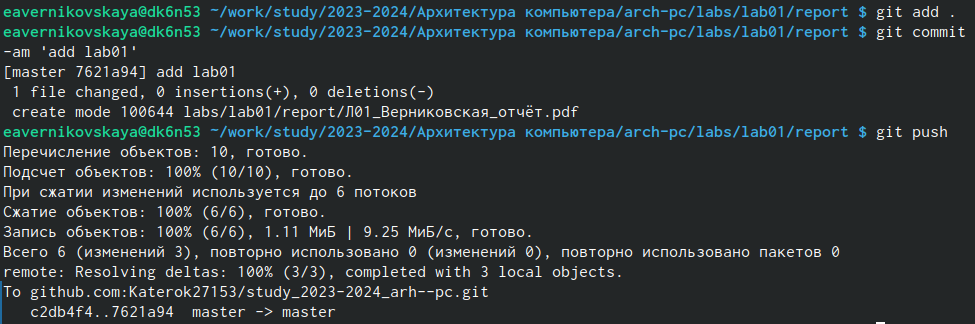 eavernikovskaya@dk6n53 ~/work/study/2023-2024/Архитектура компьютера/arch-pc/labs/lab01/report $ git add .
eavernikovskaya@dk6n53 ~/work/study/2023-2024/Архитектура компьютера/arch-pc/labs/lab01/report $ git commit
-am 'add lab01'
[master 7621a94] add lab01
 1 file changed, 0 insertions(+), 0 deletions(-)
 create mode 100644 labs/lab01/report/Л01_Верниковская_отчёт.pdf
eavernikovskaya@dk6n53 ~/work/study/2023-2024/Архитектура компьютера/arch-pc/labs/lab01/report $ git push
Перечисление объектов: 10, готово.
Подсчет объектов: 100% (10/10), готово.
При сжатии изменений используется до 6 потоков
Сжатие объектов: 100% (6/6), готово.
Запись объектов: 100% (6/6), 1.11 МиБ | 9.25 МиБ/с, готово.
Всего 6 (изменений 3), повторно использовано 0 (изменений 0), повторно использовано пакетов 0
remote: Resolving deltas: 100% (3/3), completed with 3 local objects.
To github.com:Katerok27153/study_2023-2024_arh--pc.git
   c2db4f4..7621a94  master -> master